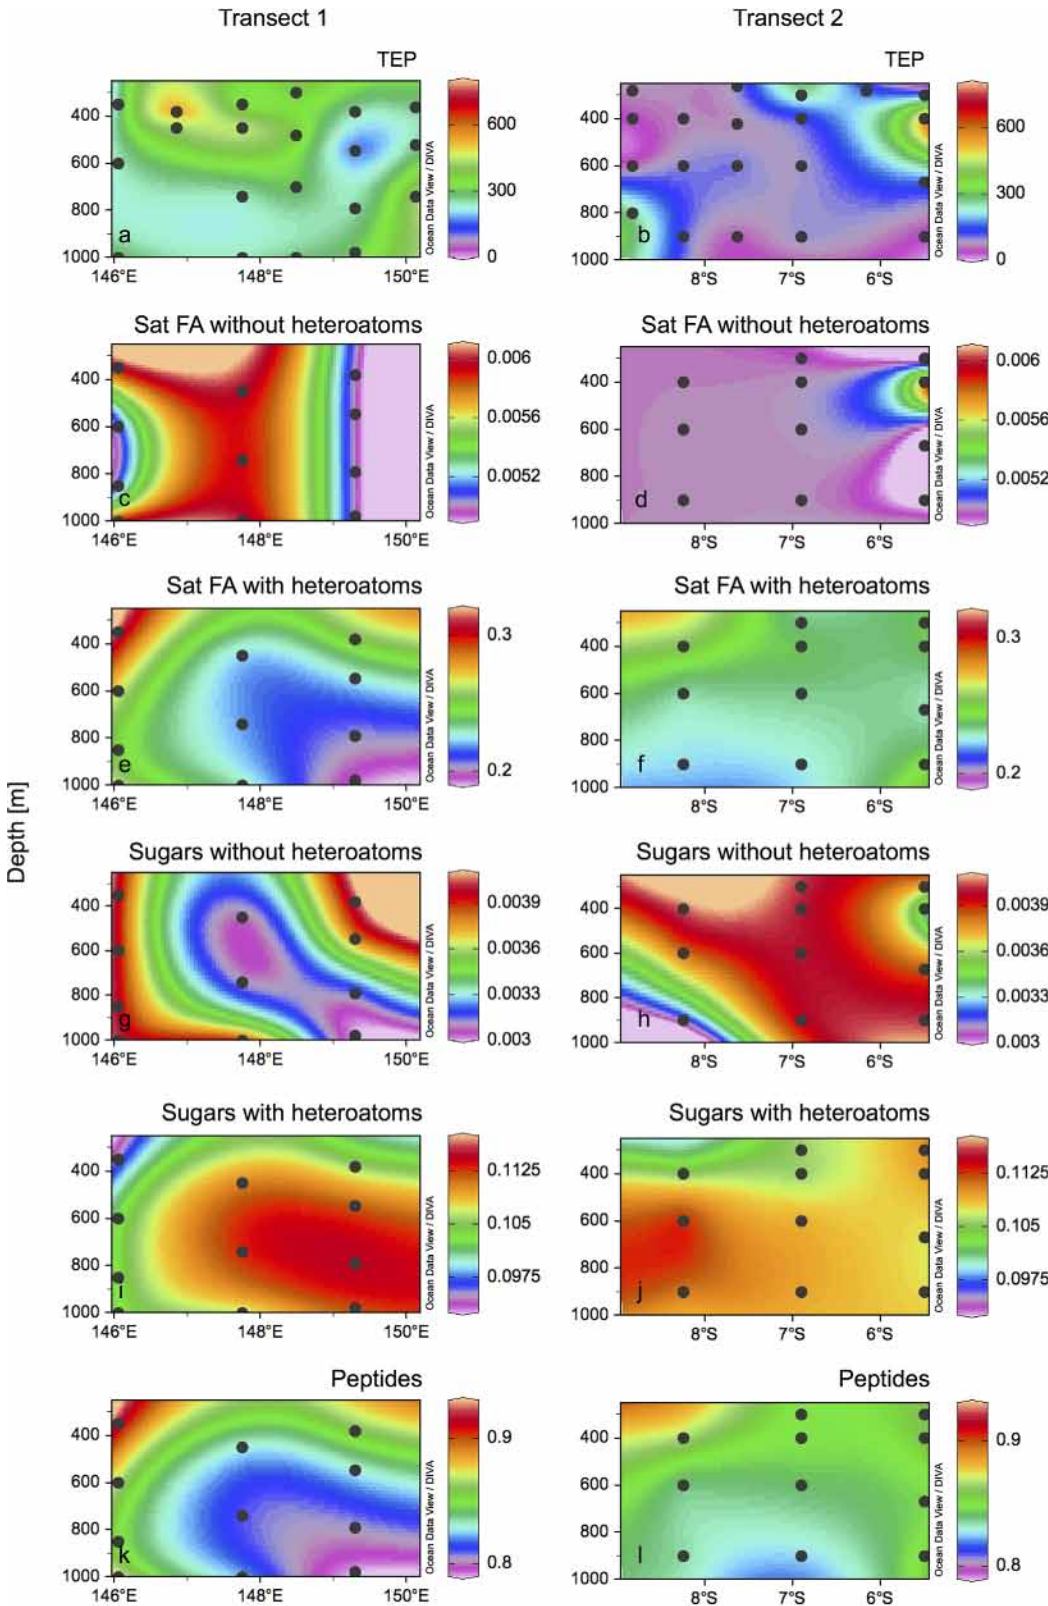 Transect 1
Transect 2
TEP
TEP
400
600
800
1000
a
146°E
148°E
150°E
Ocean Data View / DIVA
600
300
0
400
600
800
1000
b
8°S
7°S
6°S
Ocean Data View / DIVA
600
300
0
Sat FA without heteroatoms
Sat FA without heteroatoms
400
600
800
1000
c
146°E
148°E
150°E
Ocean Data View / DIVA
0.006
0.0056
0.0052
400
600
800
1000
d
8°S
7°S
6°S
Ocean Data View / DIVA
0.006
0.0056
0.0052
Sat FA with heteroatoms
Sat FA with heteroatoms
400
600
800
1000
e
146°E
148°E
150°E
Ocean Data View / DIVA
0.3
0.2
400
600
800
1000
f
8°S
7°S
6°S
Ocean Data View / DIVA
0.3
0.2
Depth [m]
Sugars without heteroatoms
Sugars without heteroatoms
400
600
800
1000
g
146°E
148°E
150°E
Ocean Data View / DIVA
0.0039
0.0036
0.0033
0.003
400
600
800
1000
h
8°S
7°S
6°S
Ocean Data View / DIVA
0.0039
0.0036
0.0033
0.003
Sugars with heteroatoms
Sugars with heteroatoms
400
600
800
1000
i
146°E
148°E
150°E
Ocean Data View / DIVA
0.1125
0.105
0.0975
400
600
800
1000
j
8°S
7°S
6°S
Ocean Data View / DIVA
0.1125
0.105
0.0975
Peptides
Peptides
400
600
800
1000
k
146°E
148°E
150°E
Ocean Data View / DIVA
0.9
0.8
400
600
800
1000
l
8°S
7°S
6°S
Ocean Data View / DIVA
0.9
0.8